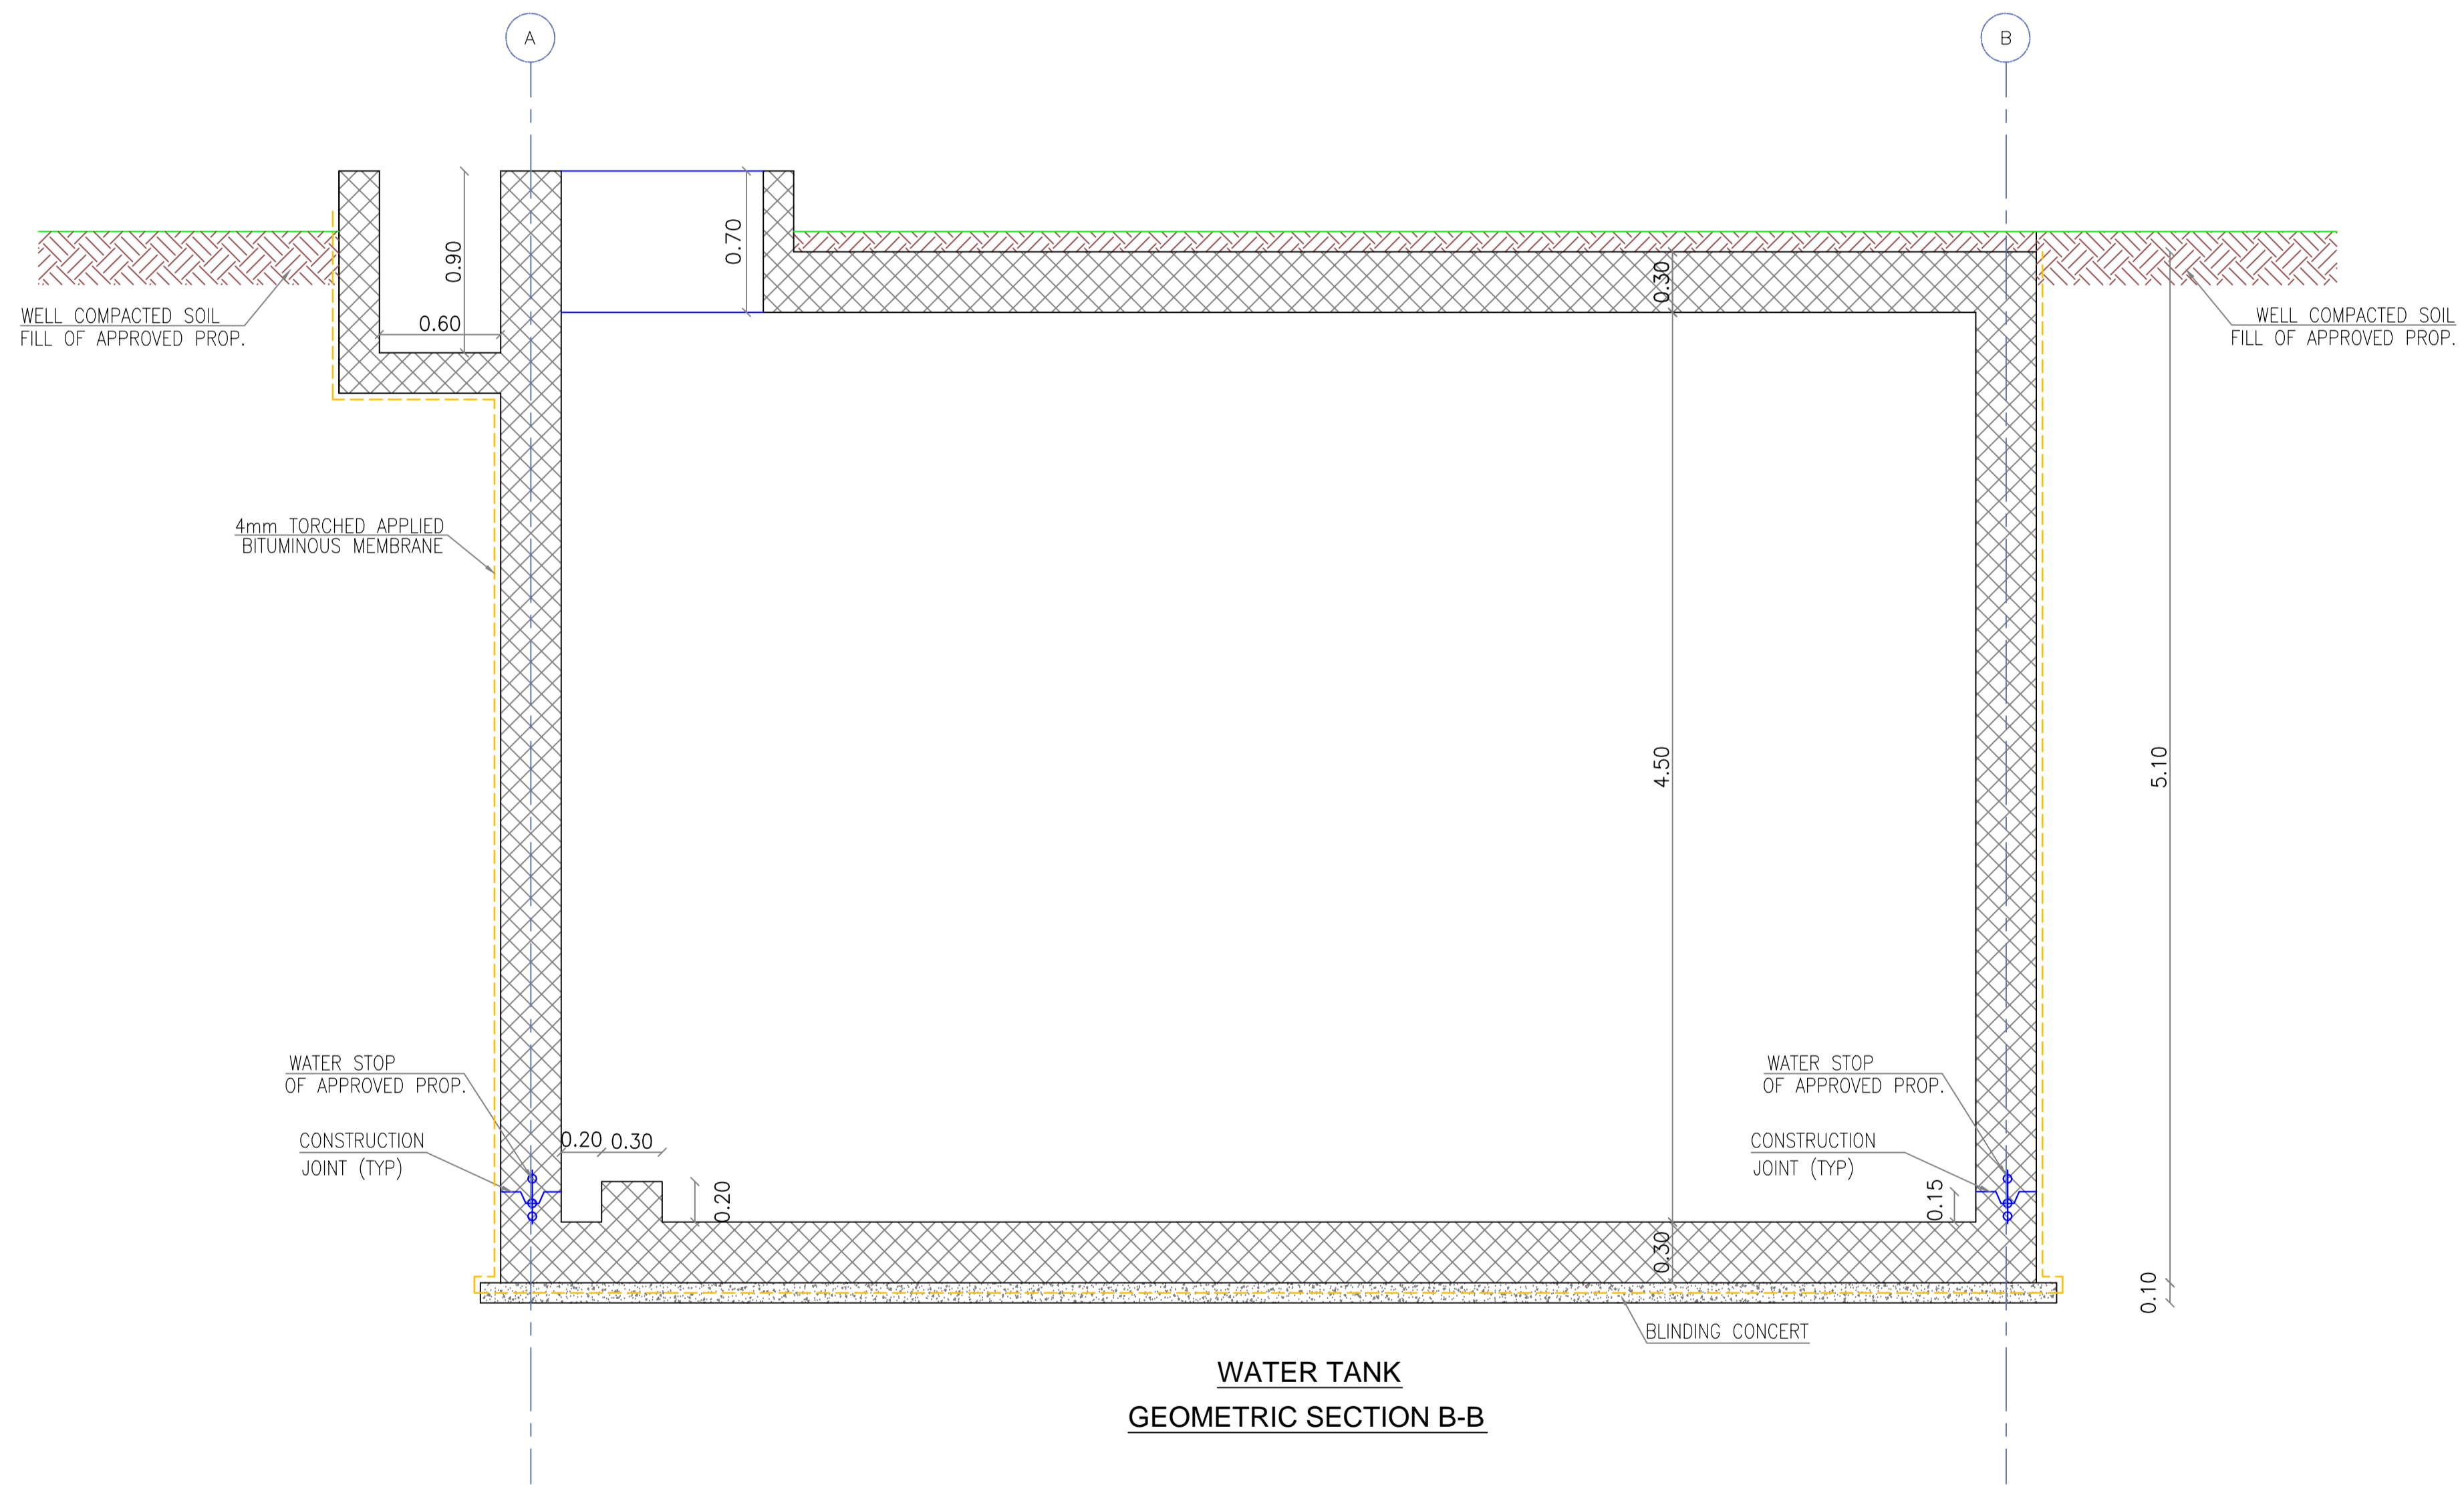 A
B
0.90
0.70
0.60
0.30
WELL COMPACTED SOIL
FILL OF APPROVED PROP.
WELL COMPACTED SOIL
FILL OF APPROVED PROP.
4mm TORCHED APPLIED
BITUMINOUS MEMBRANE
4.50
5.10
WATER STOP
OF APPROVED PROP.
WATER STOP
OF APPROVED PROP.
CONSTRUCTION
JOINT (TYP)
0.20
0.30
CONSTRUCTION
JOINT (TYP)
0.20
0.15
0.30
0.10
BLINDING CONCERT
WATER TANK
GEOMETRIC SECTION B-B